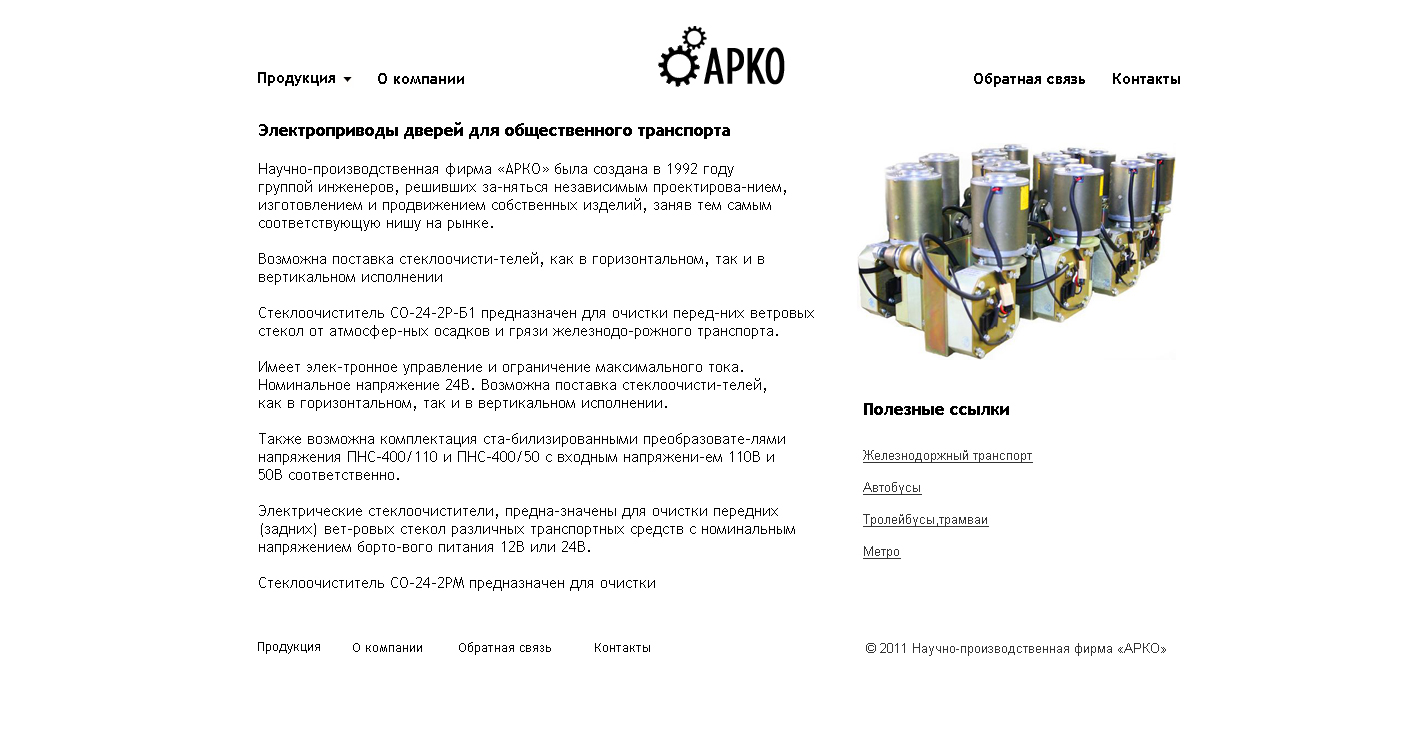 АРКО
Продукция
О компании
Обратная связь
Контакты
Электроприводы дверей для общественного транспорта
Научно-производственная фирма «АРКО» была создана в 1992 году
группой инженеров, решивших за-няться независимым проектирова-нием,
изготовлением и продвижением собственных изделий, заняв тем самым
соответствующую нишу на рынке.
Возможна поставка стеклоочисти-телей, как в горизонтальном, так и в
вертикальном исполнении
Стеклоочиститель СО-24-2Р-Б1 предназначен для очистки перед-них ветровых
стекол от атмосфер-ных осадков и грязи железнодо-рожного транспорта.
Имеет элек-тронное управление и ограничение максимального тока.
Номинальное напряжение 24В. Возможна поставка стеклоочисти-телей,
как в горизонтальном, так и в вертикальном исполнении.
Также возможна комплектация ста-билизированными преобразовате-лями
напряжения ПНС-400/110 и ПНС-400/50 с входным напряжени-ем 110В и
50В соответственно.
Электрические стеклоочистители, предна-значены для очистки передних
(задних) вет-ровых стекол различных транспортных средств с номинальным
напряжением борто-вого питания 12В или 24В.
Стеклоочиститель СО-24-2РМ предназначен для очистки
Полезные ссылки
Железнодоржный транспорт
Автобусы
Тролейбусы,трамваи
Метро
Продукция
О компании
Обратная связь
Контакты
© 2011 Научно-производственная фирма «АРКО»